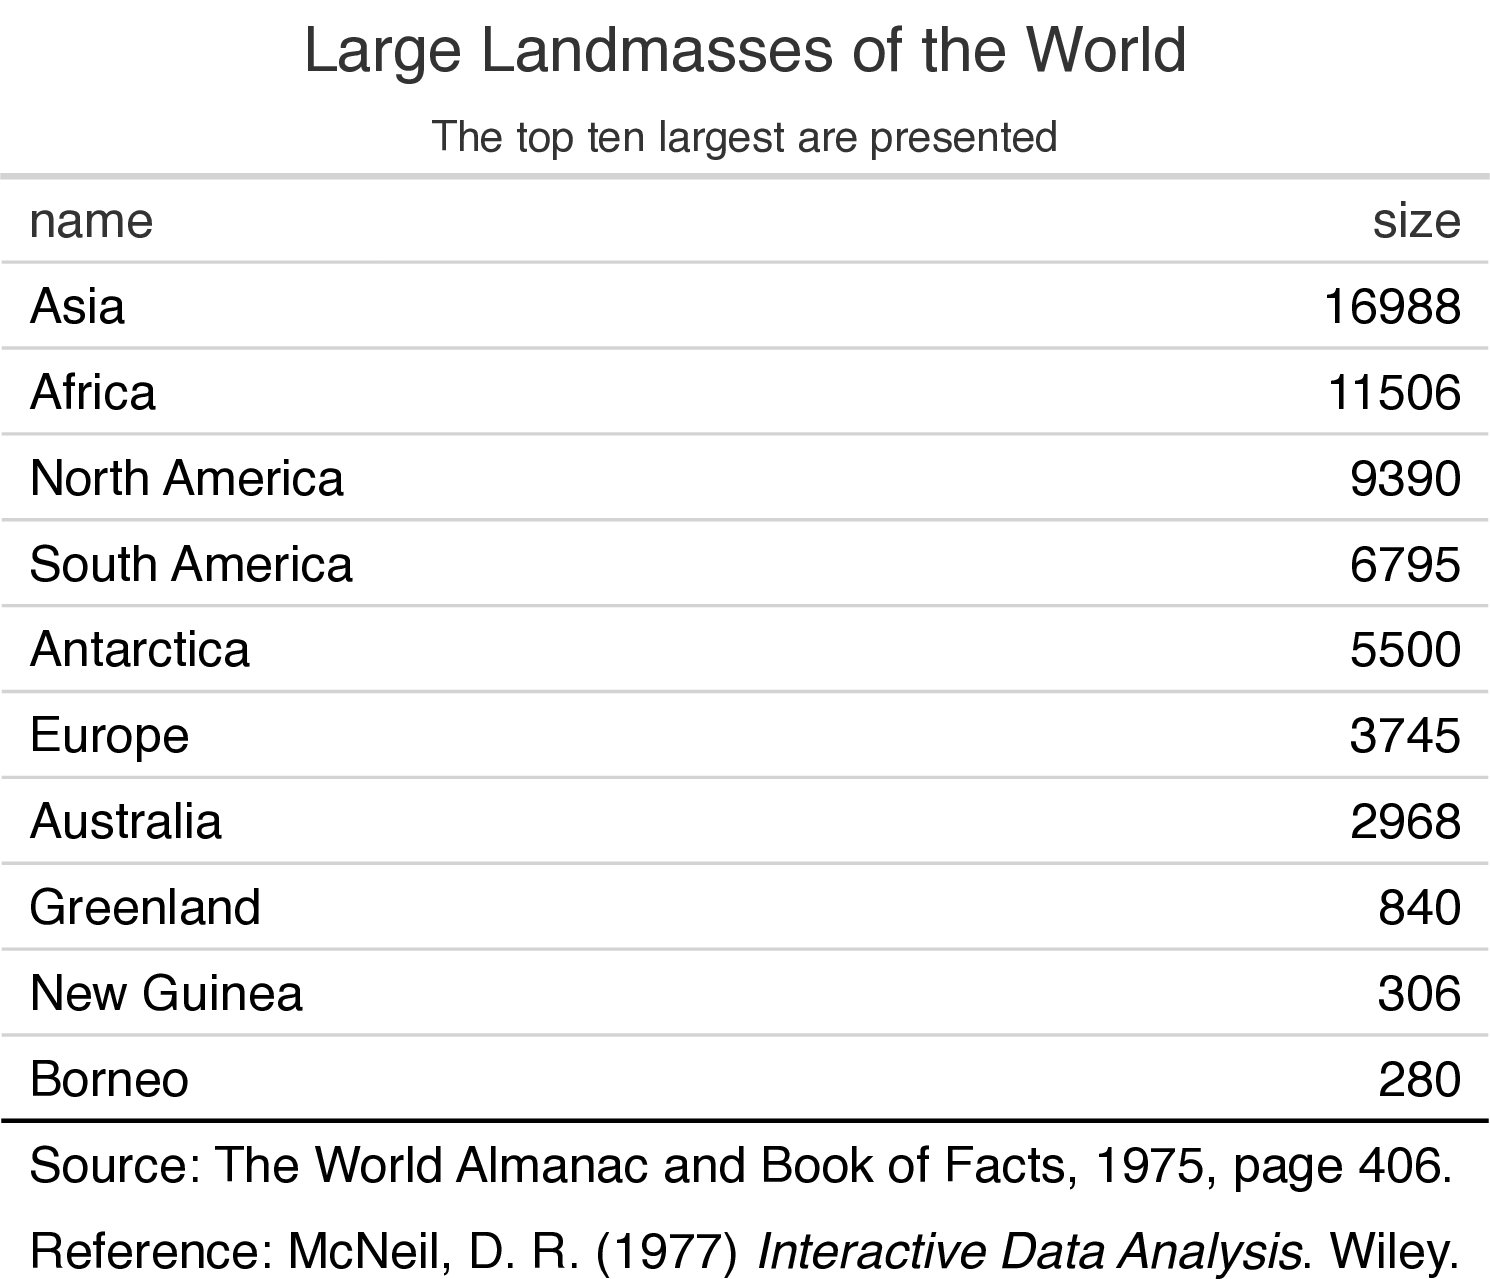 Large Landmasses of the World
The top ten largest are presented
name size
Asia 16988
Africa 11506
North America 9390
South America 6795
Antarctica 5500
Europe 3745
Australia 2968
Greenland 840
New Guinea 306
Borneo 280
Source: The World Almanac and Book of Facts, 1975, page 406.
Reference: McNeil, D. R. (1977) Interactive Data Analysis. Wiley.